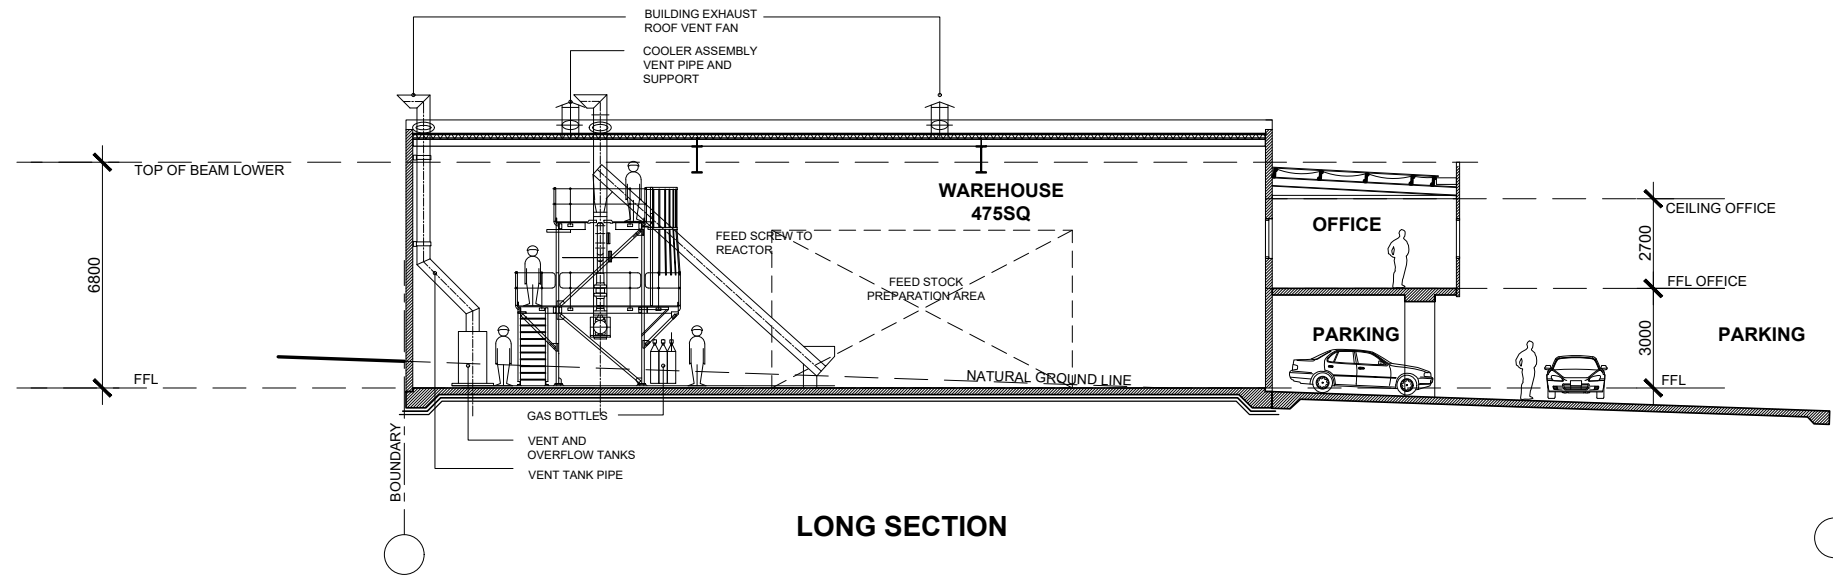 BUILDING EXHAUST
ROOF VENT FAN
COOLER ASSEMBLY
VENT PIPE AND
SUPPORT
TOP OF BEAM LOWER
WAREHOUSE
475SQ
OFFICE
CEILING OFFICE
FEED SCREW TO
REACTOR
2700
6800
FEED STOCK
PREPARATION AREA
FFL OFFICE
PARKING
3000
PARKING
FFL
NATURAL GROUND LINE
FFL
GAS BOTTLES
VENT AND
OVERFLOW TANKS
VENT TANK PIPE
BOUNDARY
LONG SECTION